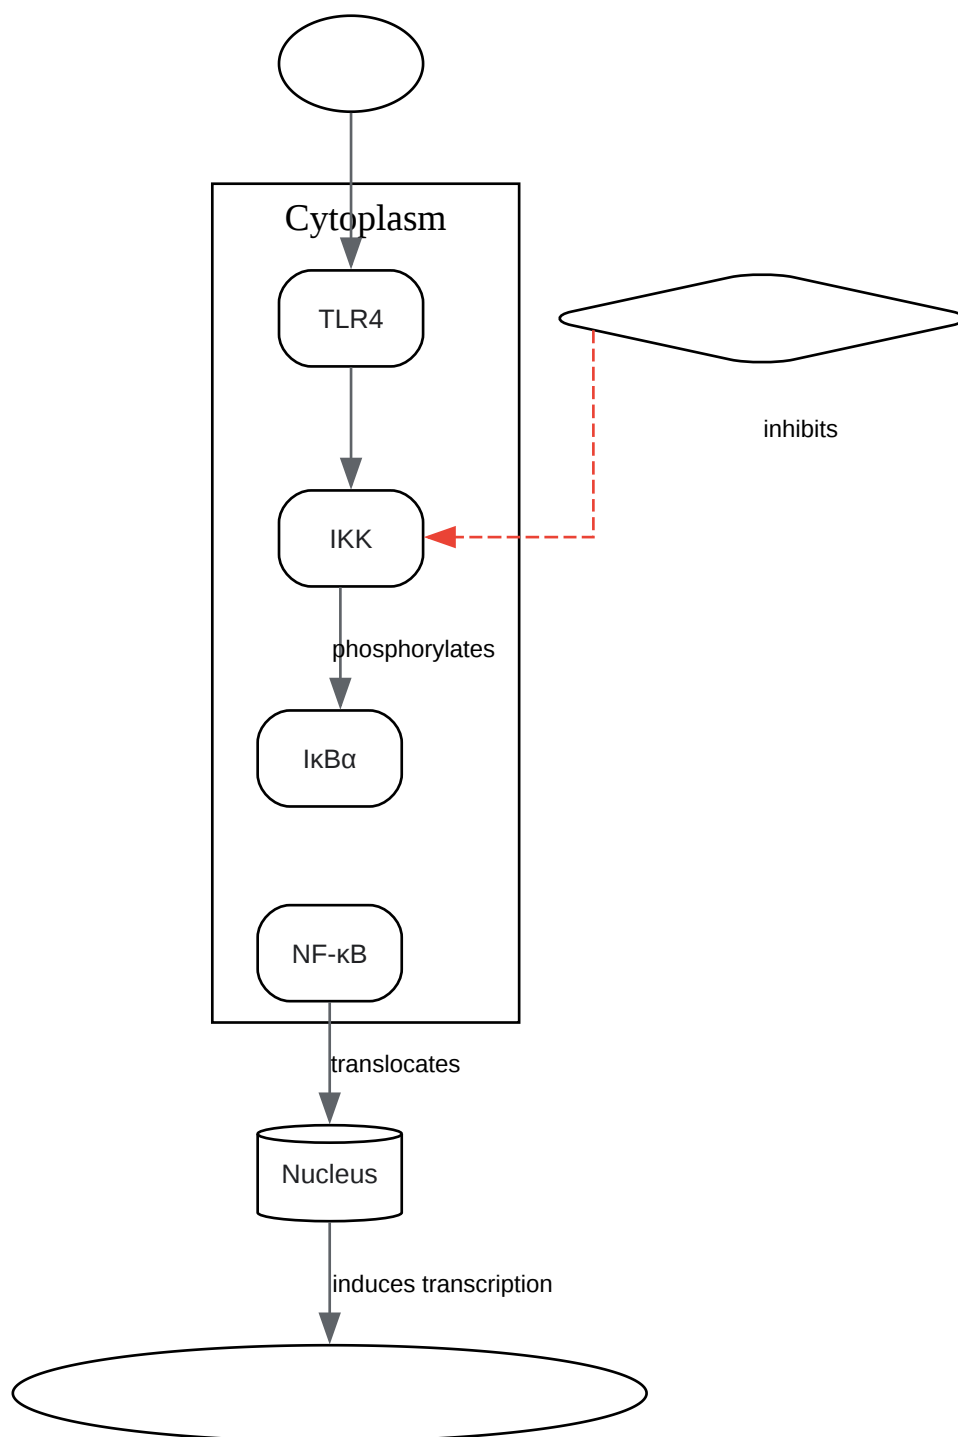 Cytoplasm
TLR4
inhibits
IKK
phosphorylates
IκBα
NF-κB
translocates
Nucleus
induces transcription